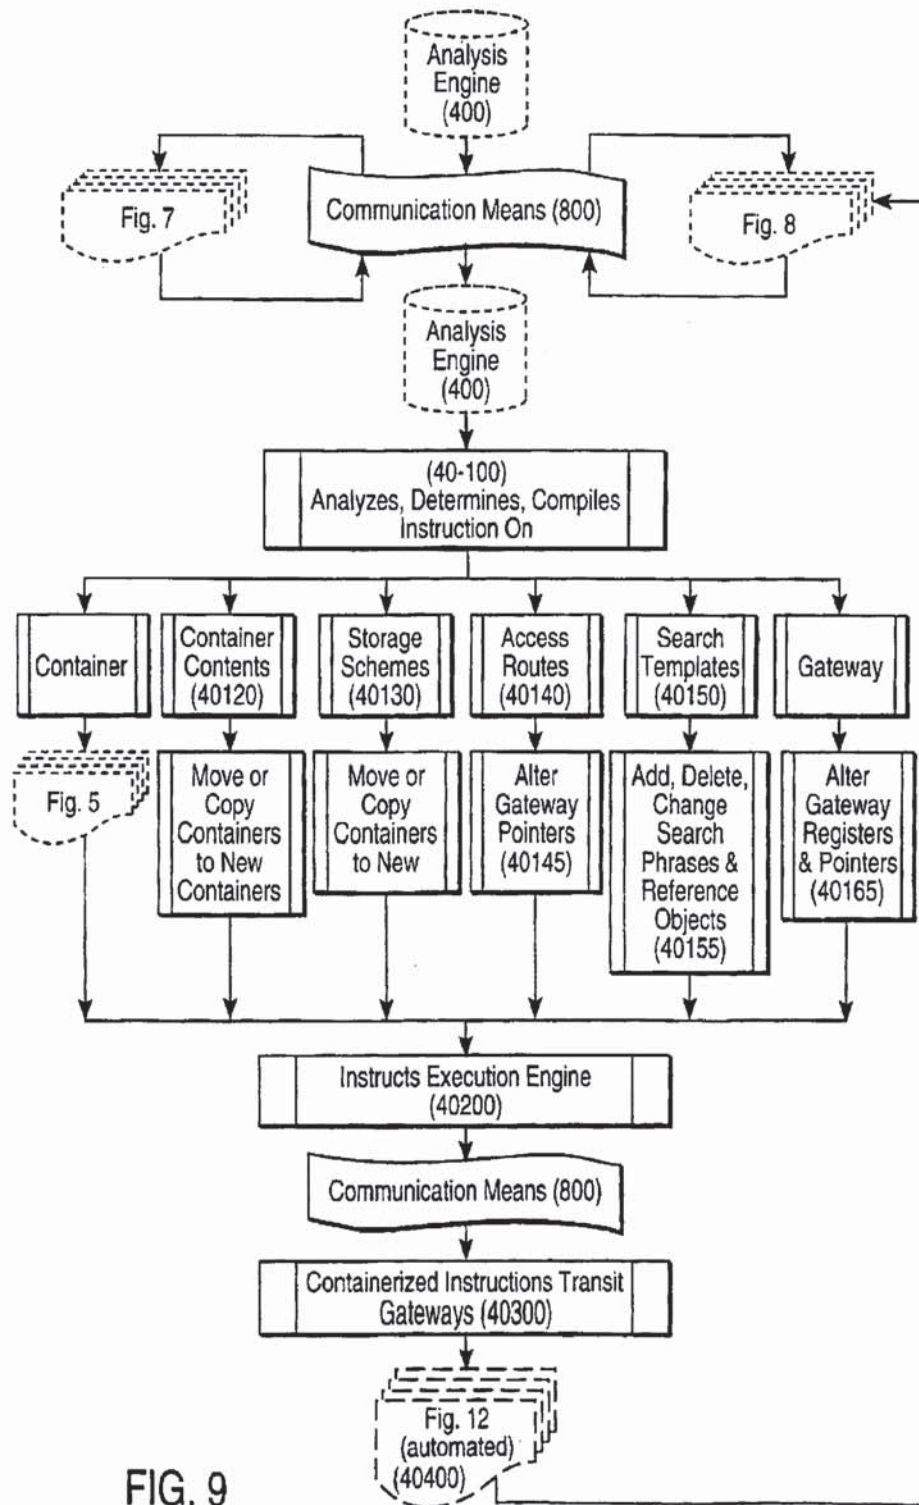 Analysis
Engine
(400)
Fig. 7
Communication Means (800)
Fig. 8
Analysis
Engine
(400)
(40-100)
Analyzes, Determines, Compiles
Instruction On
Container
Container
Contents
(40120)
Storage
Schemes
(40130)
Access
Routes
(40140)
Search
Templates
(40150)
Gateway
Fig. 5
Move or
Copy
Containers
to New
Containers
Move or
Copy
Containers
to New
Alter
Gateway
Pointers
(40145)
Add, Delete,
Change
Search
Phrases &
Reference
Objects
(40155)
Alter
Gateway
Registers
& Pointers
(40165)
Instructs Execution Engine
(40200)
Communication Means (800)
Containerized Instructions Transit
Gateways (40300)
Fig. 12
(automated)
(40400)
FIG. 9